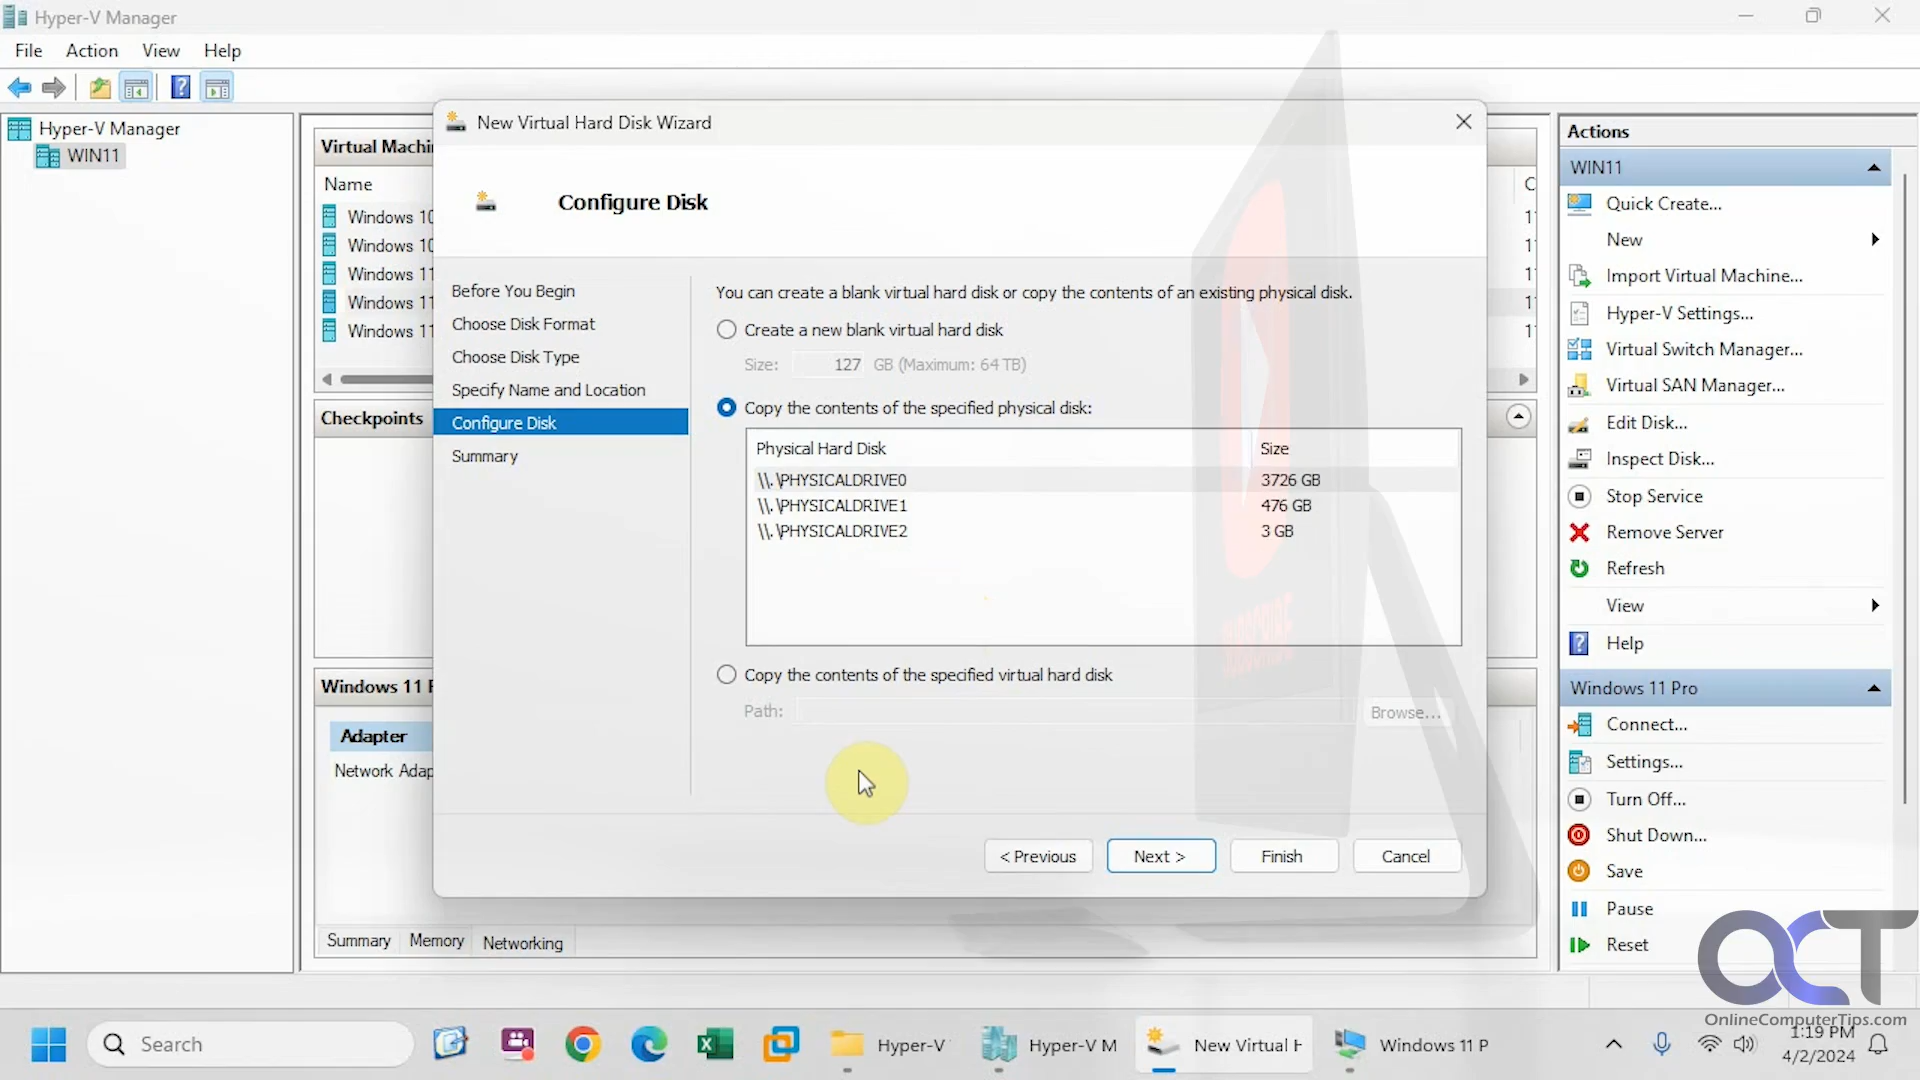 Hyper-V Manager
File Action View Help
Hyper-V Manager
WIN11
Virtual Machi
Name
Windows 10
Windows 10
Windows 11
Windows 11
Windows 11
Checkpoints
Windows 11
Adapter
Network Adap
Summary Memory Networking
New Virtual Hard Disk Wizard
Configure Disk
Before You Begin
Choose Disk Format
Choose Disk Type
Specify Name and Location
Configure Disk
Summary
You can create a blank virtual hard disk or copy the contents of an existing physical disk.
Create a new blank virtual hard disk
Size: 127 GB (Maximum: 64 TB)
Copy the contents of the specified physical disk:
Physical Hard Disk Size
\\.\PHYSICALDRIVE0 3726 GB
\\.\PHYSICALDRIVE1 476 GB
\\.\PHYSICALDRIVE2 3 GB
Copy the contents of the specified virtual hard disk
Path: Browse...
< Previous Next > Finish Cancel
SUBSCRIBE
Actions
WIN11
Quick Create...
New
Import Virtual Machine...
Hyper-V Settings...
Virtual Switch Manager...
Virtual SAN Manager...
Edit Disk...
Inspect Disk...
Stop Service
Remove Server
Refresh
View
Help
Windows 11 Pro
Connect...
Settings...
Turn Off...
Shut Down...
Save
Pause
Reset
OCT
OnlineComputerTips.com
Search
Hyper-V
Hyper-V M
New Virtual H
Windows 11 P
1:19 PM
4/2/2024